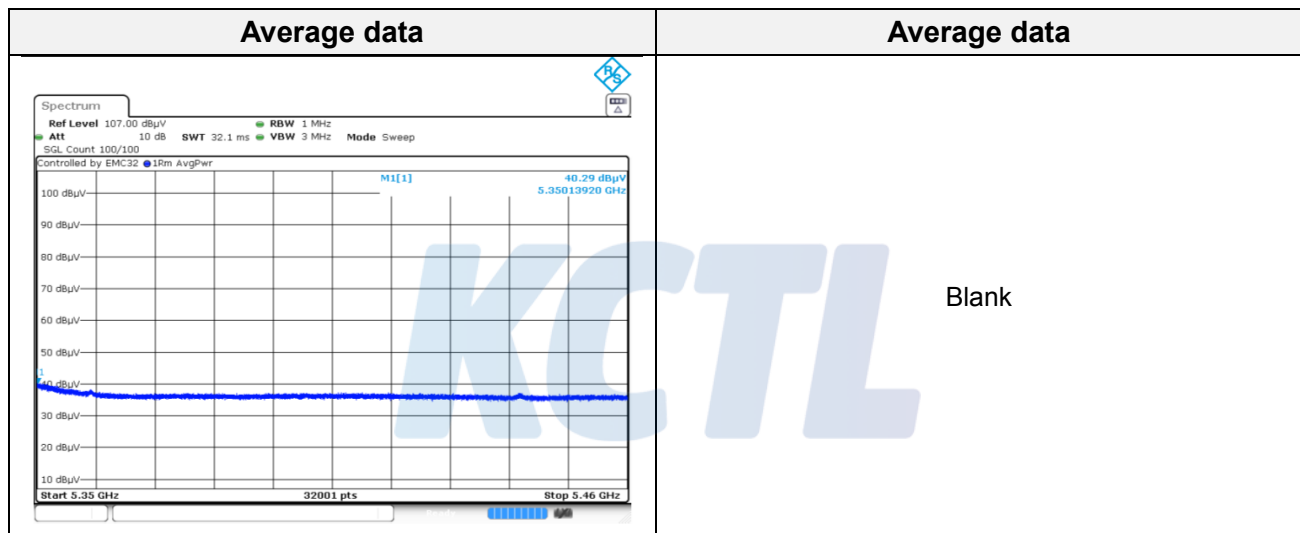 Average data
Average data
R&S
Spectrum
Ref Level 107.00 dBµV RBW 1 MHz
Att 10 dB SWT 32.1 ms VBW 3 MHz Mode Sweep
SGL Count 100/100
Controlled by EMC32 1Rm AvgPwr
M1[1] 40.29 dBµV
5.35013920 GHz
100 dBµV
90 dBµV
80 dBµV
70 dBµV
60 dBµV
50 dBµV
1
40 dBµV
30 dBµV
20 dBµV
10 dBµV
Start 5.35 GHz 32001 pts Stop 5.46 GHz
Blank
KCTL